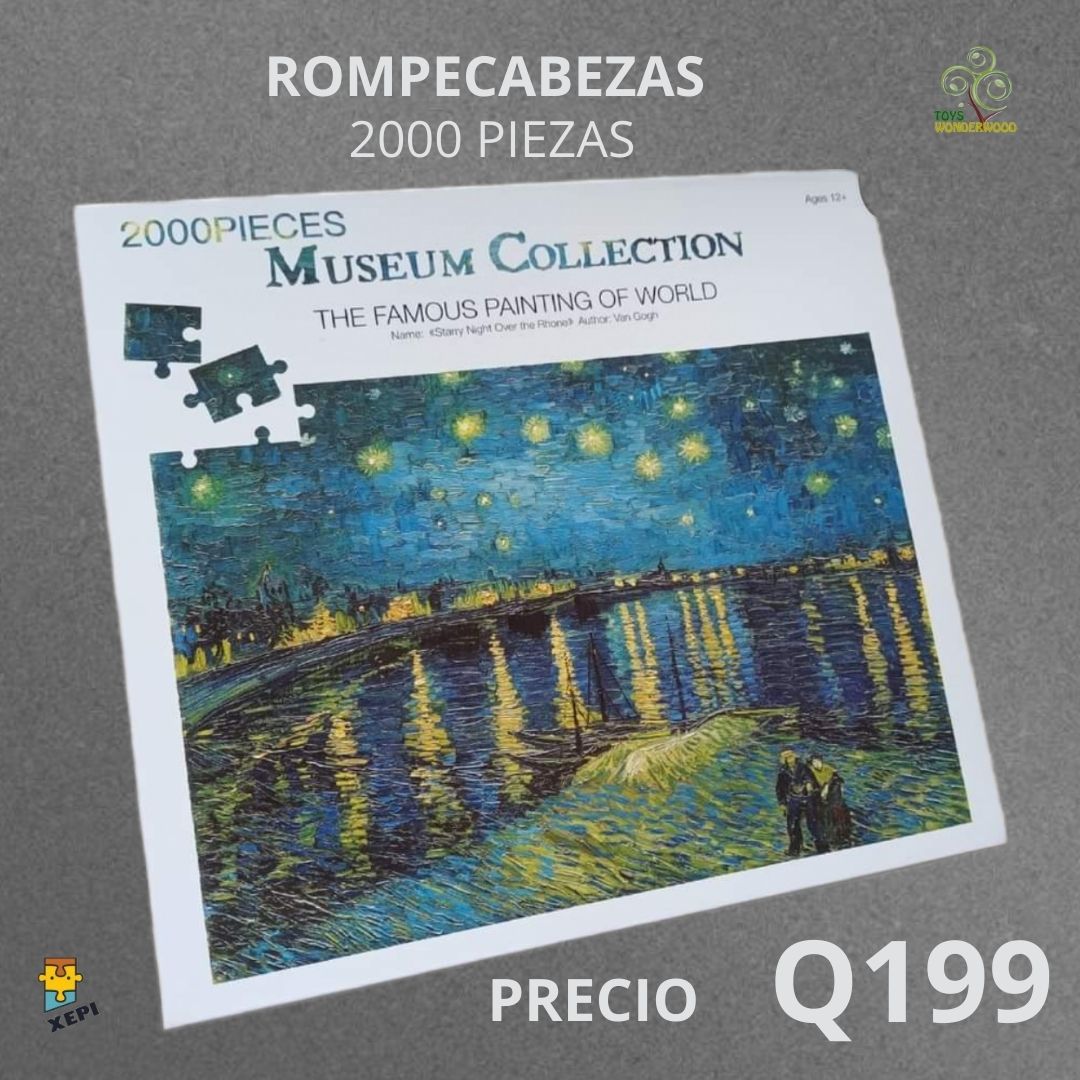 ROMPECABEZAS
2000 PIEZAS
TOYS
WONDERWOOD
Ages 12+
2000PIECES
MUSEUM COLLECTION
THE FAMOUS PAINTING OF WORLD
Name: 《Starry Night Over the Rhone》 Author: Van Gogh
XEPI
PRECIO Q199